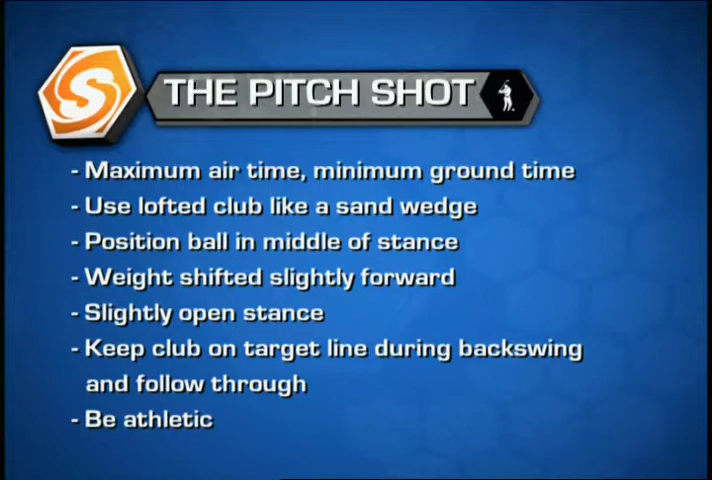 S
THE PITCH SHOT
- Maximum air time, minimum ground time
- Use lofted club like a sand wedge
- Position ball in middle of stance
- Weight shifted slightly forward
- Slightly open stance
- Keep club on target line during backswing
and follow through
- Be athletic